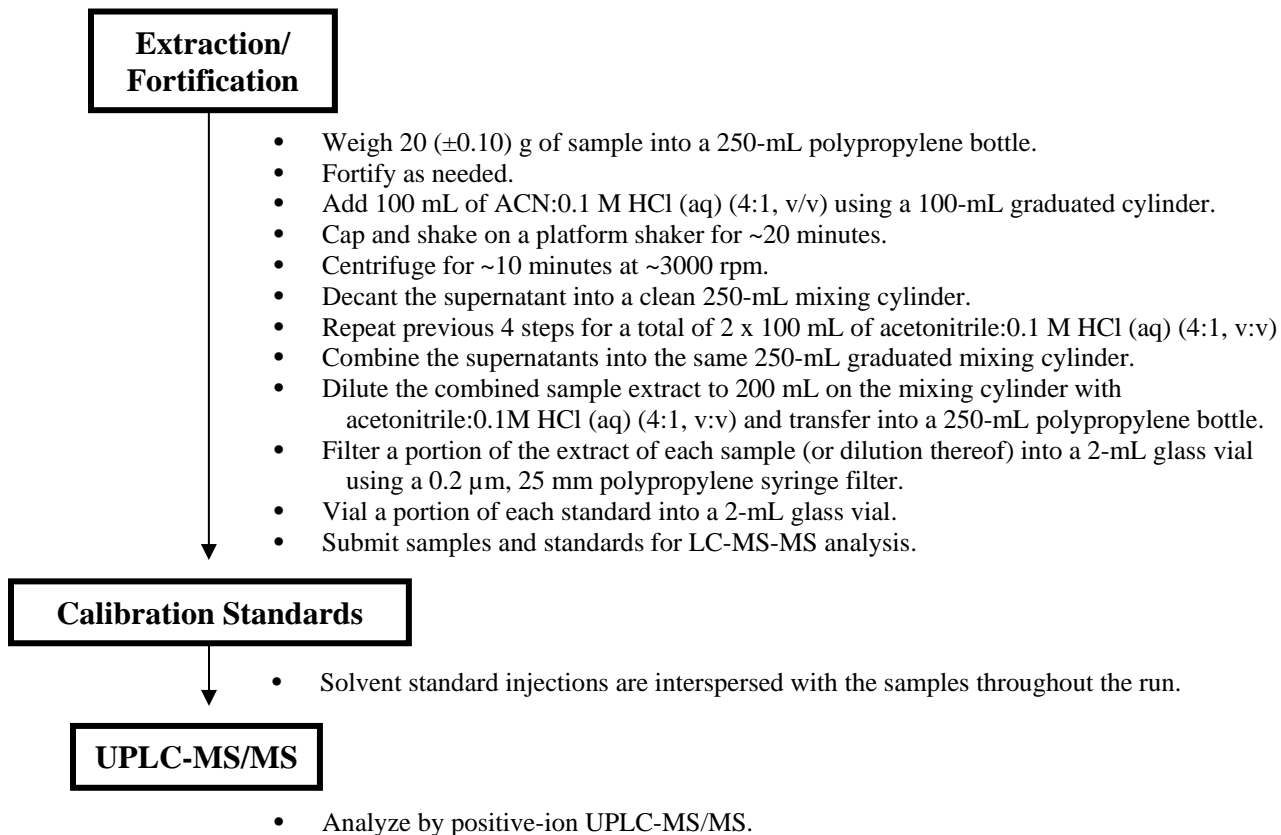 Extraction/
Fortification
• Weigh 20 (±0.10) g of sample into a 250-mL polypropylene bottle.
• Fortify as needed.
• Add 100 mL of ACN:0.1 M HCl (aq) (4:1, v/v) using a 100-mL graduated cylinder.
• Cap and shake on a platform shaker for ~20 minutes.
• Centrifuge for ~10 minutes at ~3000 rpm.
• Decant the supernatant into a clean 250-mL mixing cylinder.
• Repeat previous 4 steps for a total of 2 x 100 mL of acetonitrile:0.1 M HCl (aq) (4:1, v:v)
• Combine the supernatants into the same 250-mL graduated mixing cylinder.
• Dilute the combined sample extract to 200 mL on the mixing cylinder with
acetonitrile:0.1M HCl (aq) (4:1, v:v) and transfer into a 250-mL polypropylene bottle.
• Filter a portion of the extract of each sample (or dilution thereof) into a 2-mL glass vial
using a 0.2 µm, 25 mm polypropylene syringe filter.
• Vial a portion of each standard into a 2-mL glass vial.
• Submit samples and standards for LC-MS-MS analysis.
Calibration Standards
• Solvent standard injections are interspersed with the samples throughout the run.
UPLC-MS/MS
• Analyze by positive-ion UPLC-MS/MS.